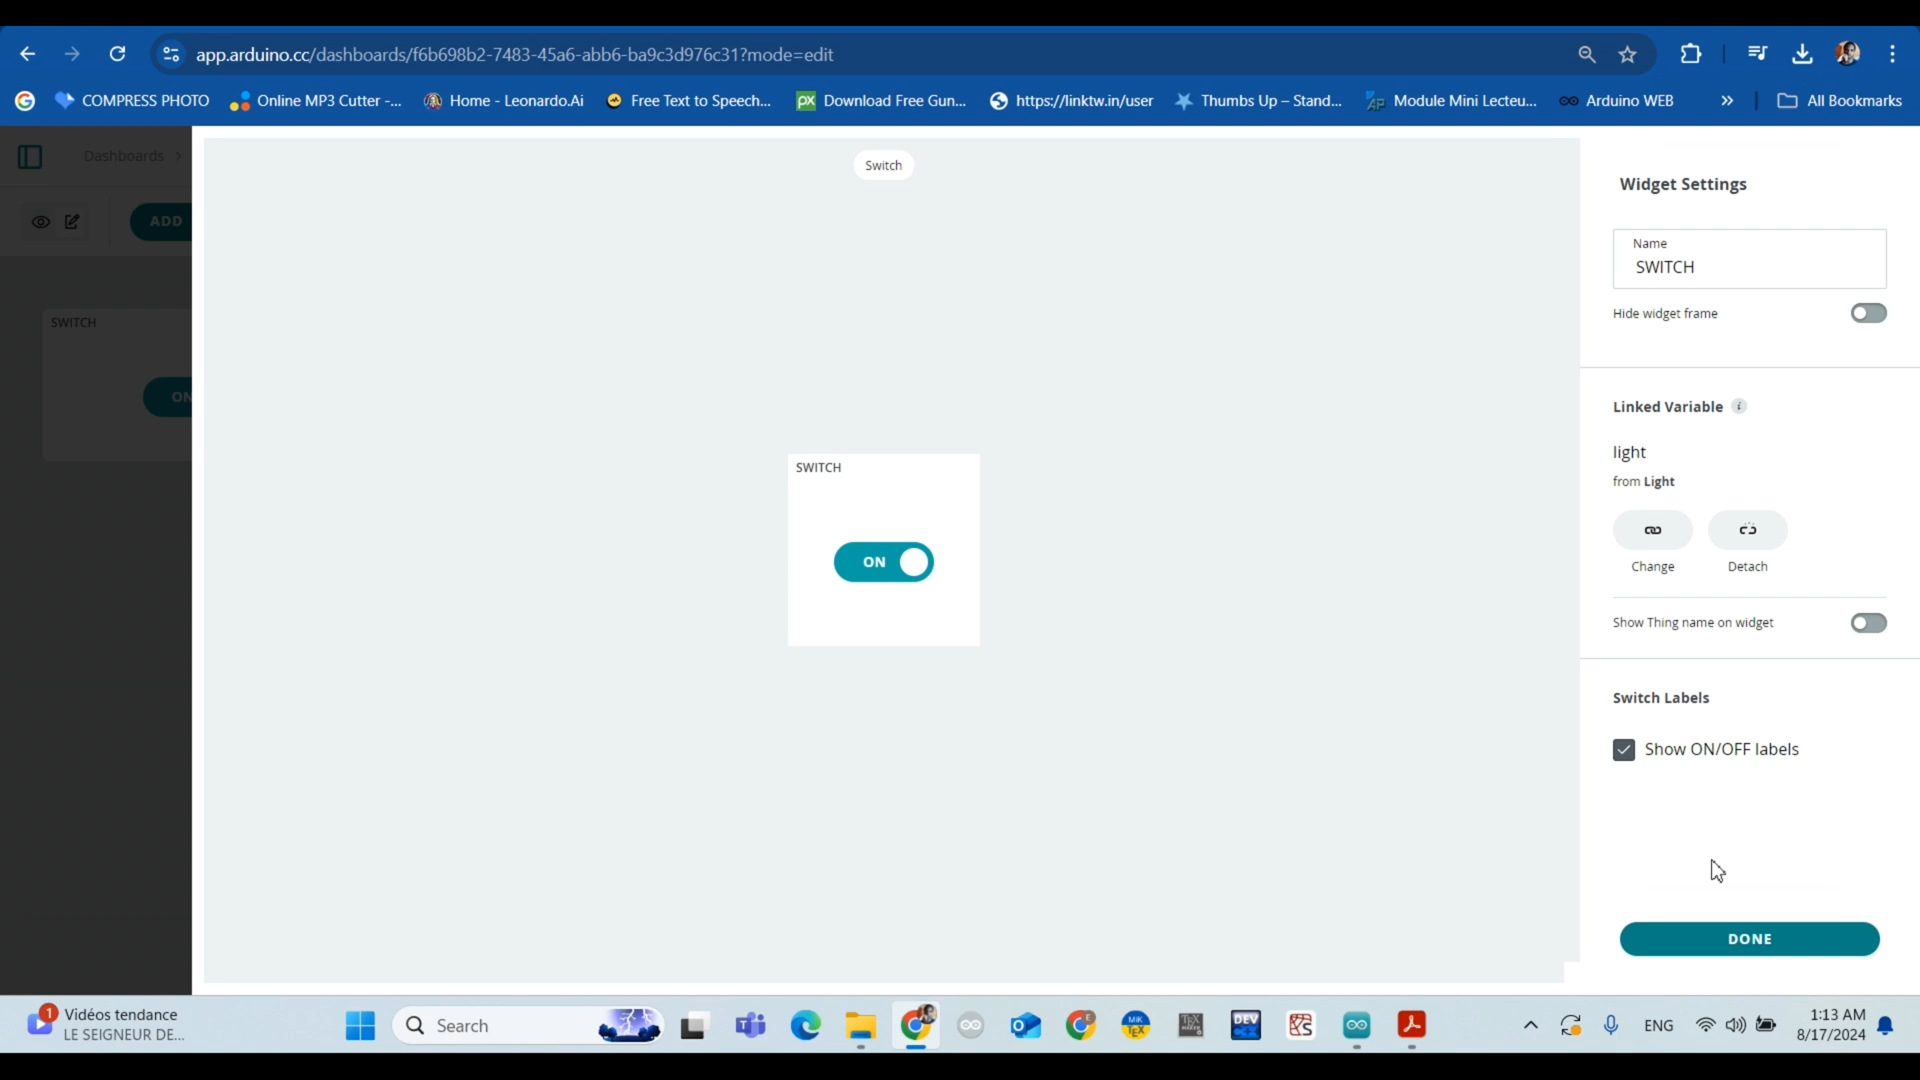 app.arduino.cc/dashboards/f6b698b2-7483-45a6-abb6-ba9c3d976c31?mode=edit
COMPRESS PHOTO
Online MP3 Cutter -...
Home - Leonardo.Ai
Free Text to Speech...
Download Free Gun...
https://linktw.in/user
Thumbs Up – Stand...
Module Mini Lecteu...
Arduino WEB
All Bookmarks
Dashboards >
ADD
SWITCH
ON
Switch
SWITCH
ON
Widget Settings
Name
SWITCH
Hide widget frame
Linked Variable i
light
from Light
Change
Detach
Show Thing name on widget
Switch Labels
Show ON/OFF labels
DONE
1
Vidéos tendance
LE SEIGNEUR DE...
Search
DEV
ENG
1:13 AM
8/17/2024